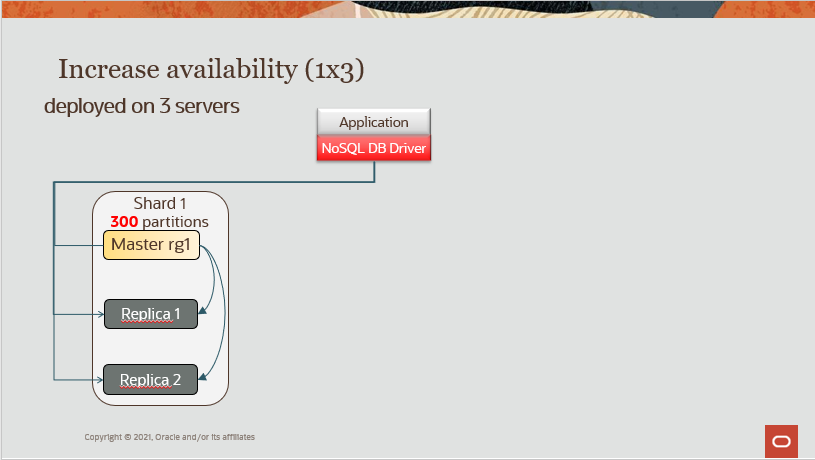 Increase availability (1x3)
deployed on 3 servers
Application
NoSQL DB Driver
Shard 1
300 partitions
Master rg1
Replica 1
Replica 2
Copyright © 2021, Oracle and/or its affiliates